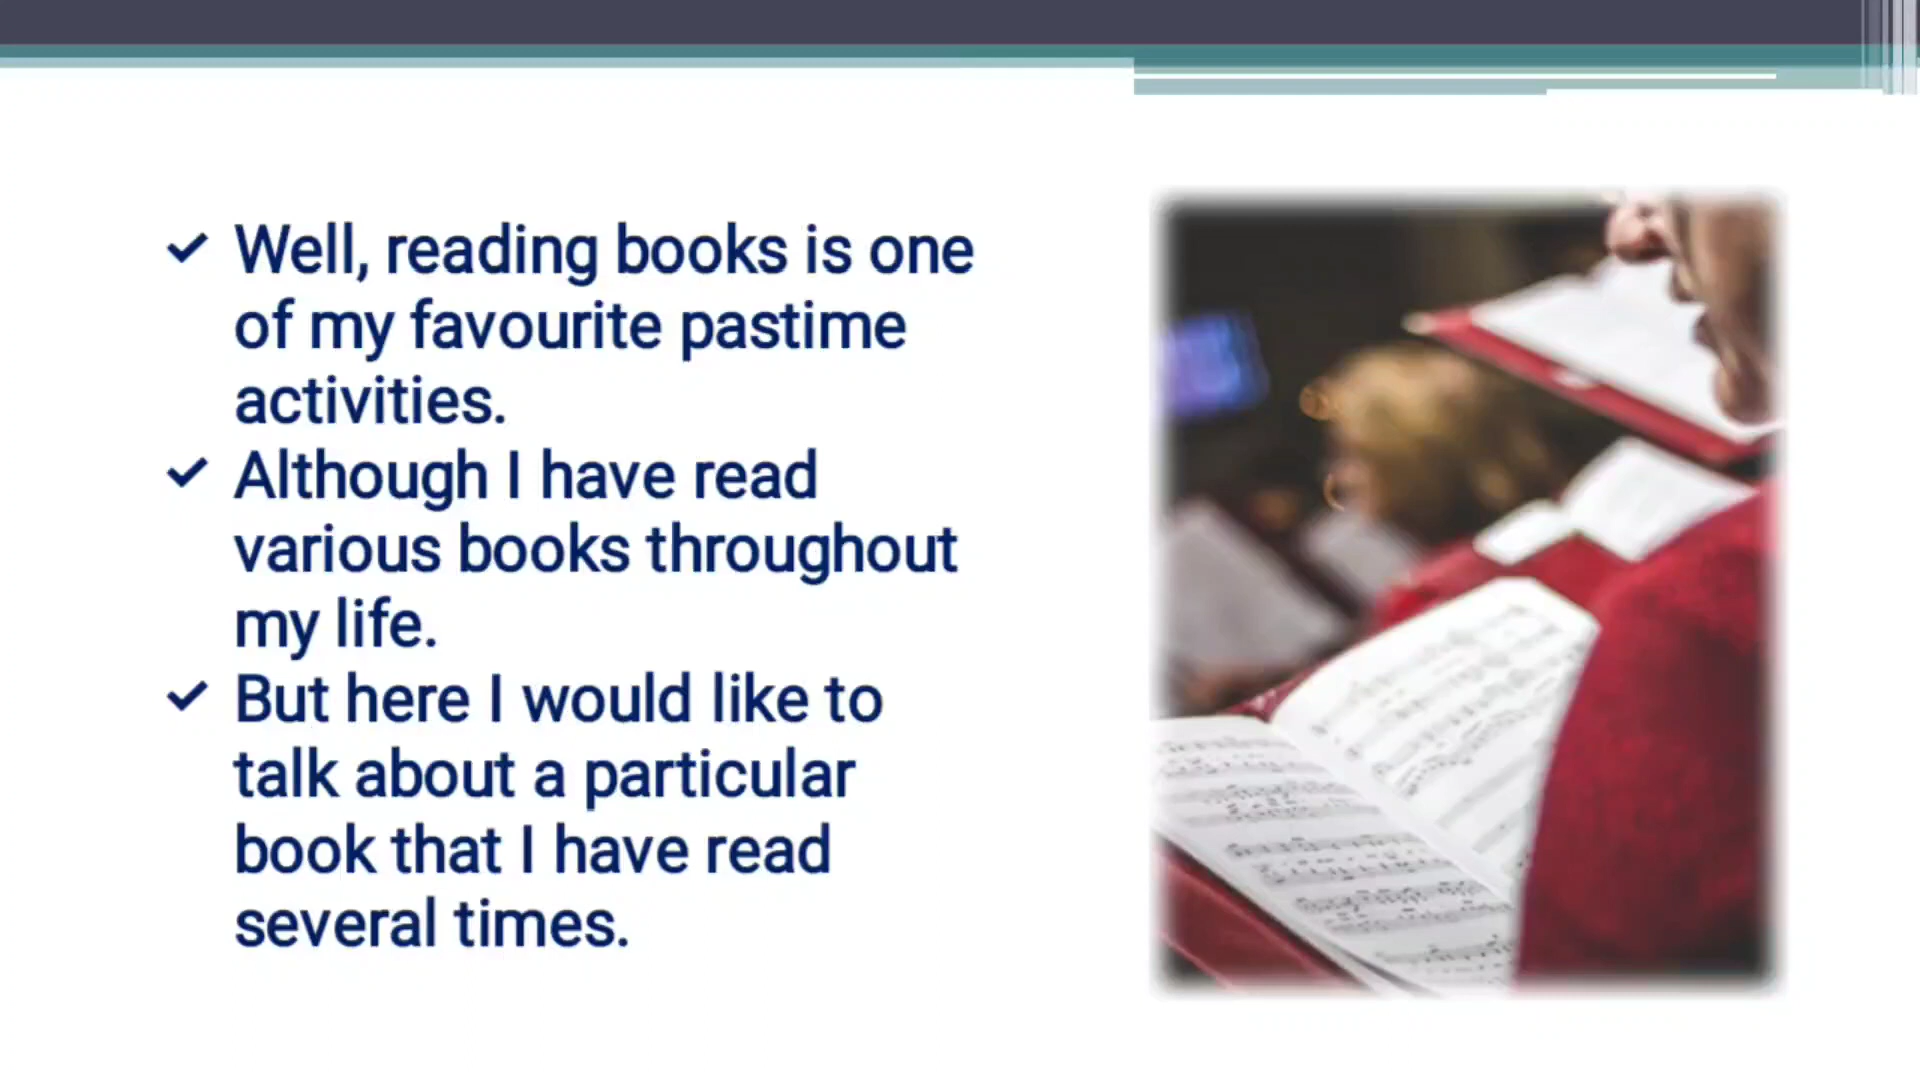 Well, reading books is one
of my favourite pastime
activities.
Although I have read
various books throughout
my life.
But here I would like to
talk about a particular
book that I have read
several times.